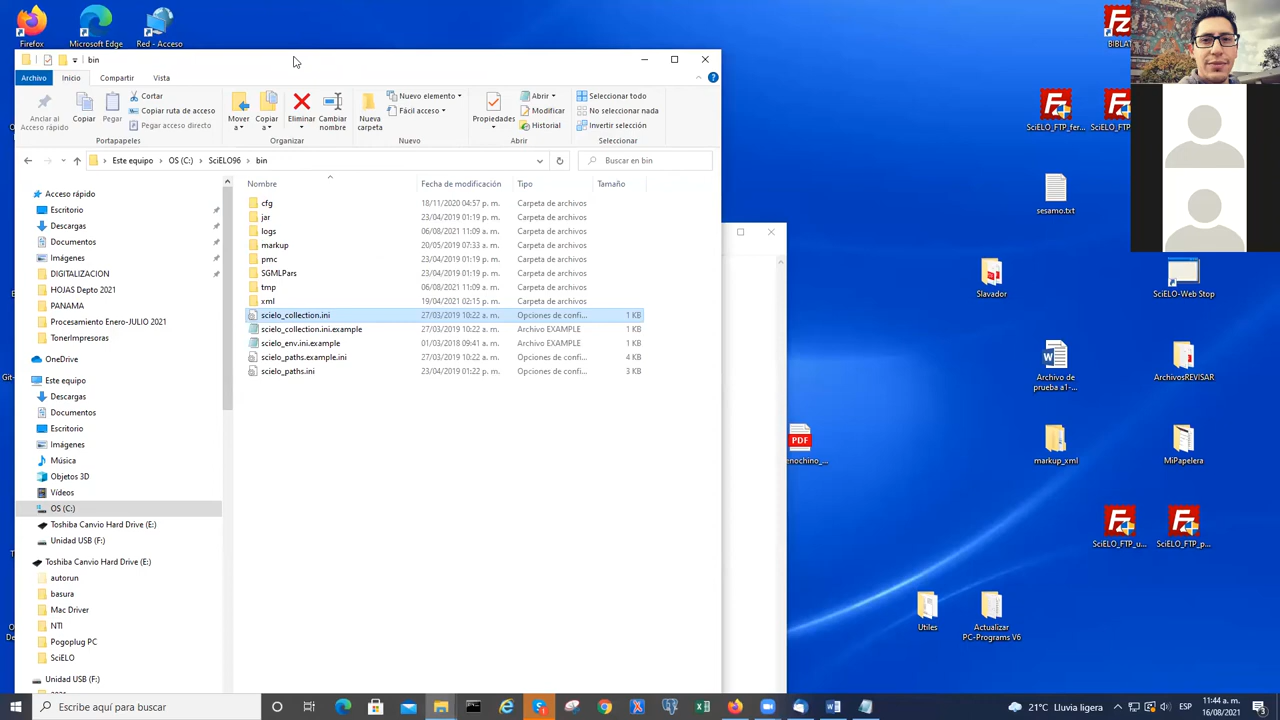 Firefox
Microsoft Edge
Red - Acceso
bin
Archivo
Inicio
Compartir
Vista
Anclar al
Acceso rápido
Copiar
Pegar
Cortar
Copiar ruta de acceso
Pegar acceso directo
Portapapeles
Mover
a
Copiar
a
Eliminar
Cambiar
nombre
Organizar
Nueva
carpeta
Nuevo elemento
Fácil acceso
Nuevo
Propiedades
Abrir
Modificar
Historial
Abrir
Seleccionar todo
No seleccionar nada
Invertir selección
Seleccionar
Este equipo > OS (C:) > SciELO96 > bin
Buscar en bin
Nombre Fecha de modificación Tipo Tamaño
cfg 18/11/2020 04:57 p. m. Carpeta de archivos
jar 23/04/2019 01:19 p. m. Carpeta de archivos
logs 06/08/2021 11:09 a. m. Carpeta de archivos
markup 20/05/2019 07:33 a. m. Carpeta de archivos
pmc 23/04/2019 01:19 p. m. Carpeta de archivos
SGMLPars 23/04/2019 01:19 p. m. Carpeta de archivos
tmp 06/08/2021 11:09 a. m. Carpeta de archivos
xml 19/04/2021 02:15 p. m. Carpeta de archivos
scielo_collection.ini 27/03/2019 10:22 a. m. Opciones de confi... 1 KB
scielo_collection.ini.example 27/03/2019 10:22 a. m. Archivo EXAMPLE 1 KB
scielo_env.ini.example 01/03/2018 09:41 a. m. Archivo EXAMPLE 1 KB
scielo_paths.example.ini 27/03/2019 10:22 a. m. Opciones de confi... 4 KB
scielo_paths.ini 23/04/2019 01:22 p. m. Opciones de confi... 3 KB
Acceso rápido
Escritorio
Descargas
Documentos
Imágenes
DIGITALIZACION
HOJAS Depto 2021
PANAMA
Procesamiento Enero-JULIO 2021
TonerImpresoras
OneDrive
Este equipo
Descargas
Documentos
Escritorio
Imágenes
Música
Objetos 3D
Vídeos
OS (C:)
Toshiba Canvio Hard Drive (E:)
Unidad USB (F:)
Toshiba Canvio Hard Drive (E:)
autorun
basura
Mac Driver
NTI
Pogoplug PC
SciELO
Unidad USB (F:)
BIBLAT
SciELO_FTP_fer...
sesamo.txt
Slavador
SciELO-Web Stop
Archivo de
prueba a1-...
ArchivosREVISAR
PDF
enochino_...
markup_xml
MiPapelera
SciELO_FTP_u...
SciELO_FTP_p...
Utiles
Actualizar
PC-Programs V6
Escribe aquí para buscar
21°C Lluvia ligera
ESP
11:44 a. m.
16/08/2021